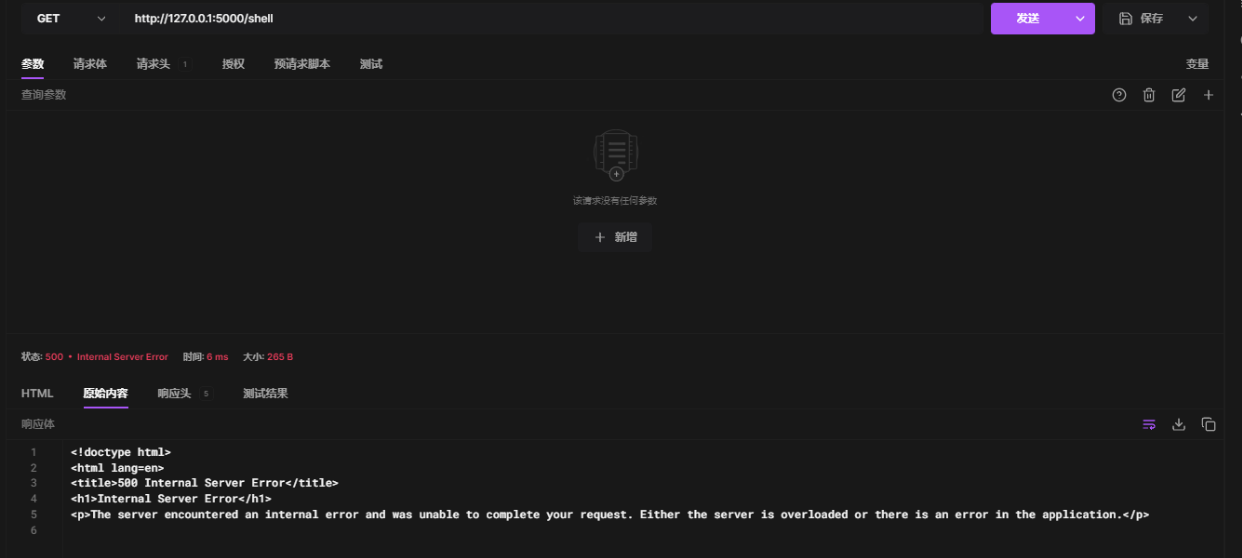 GET http://127.0.0.1:5000/shell 发送 保存
参数 请求体 请求头 1 授权 预请求脚本 测试 变量
查询参数
该请求没有任何参数
新增
状态: 500 • Internal Server Error 时间: 6 ms 大小: 265 B
HTML 原始内容 响应头 5 测试结果
响应体
1 <!doctype html>
2 <html lang=en>
3 <title>500 Internal Server Error</title>
4 <h1>Internal Server Error</h1>
5 <p>The server encountered an internal error and was unable to complete your request. Either the server is overloaded or there is an error in the application.</p>
6